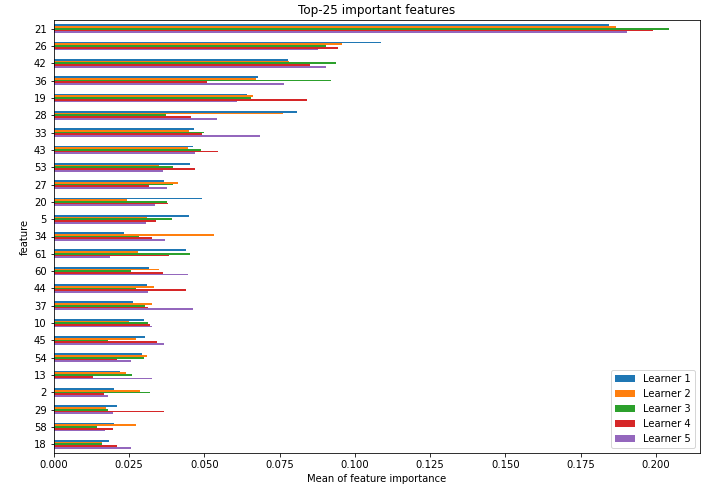 Top-25 important features
21
26
42
36
19
28
33
43
53
27
20
5
34
61
60
44
37
10
45
54
13
2
29
58
18
feature
Learner 1
Learner 2
Learner 3
Learner 4
Learner 5
0.000 0.025 0.050 0.075 0.100 0.125 0.150 0.175 0.200
Mean of feature importance